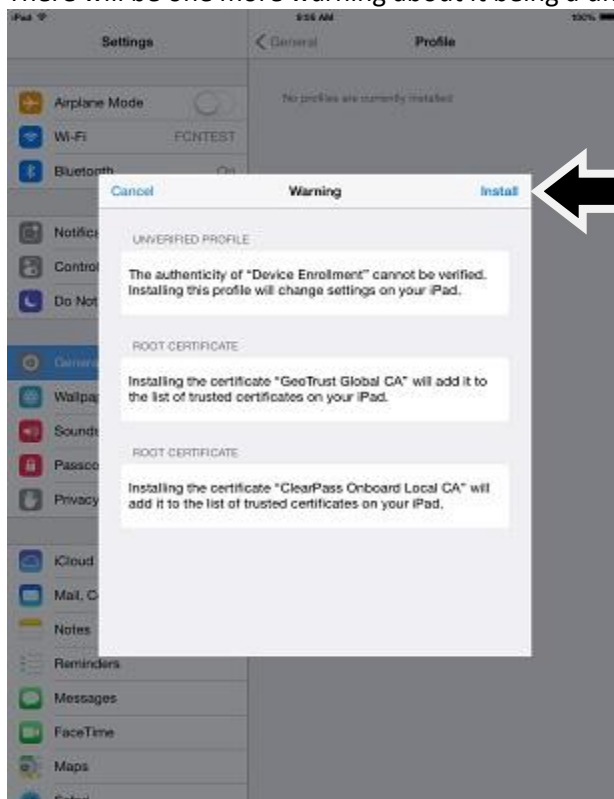 There will be one more warning about it being a
iPad
9:56 AM
100%
Settings
General
Profile
Airplane Mode
No profiles are currently installed
Wi-Fi
FCNTEST
Bluetooth
On
Cancel
Warning
Install
Notific
UNVERIFIED PROFILE
Control
The authenticity of "Device Enrollment" cannot be verified.
Installing this profile will change settings on your iPad.
Do Not
ROOT CERTIFICATE
General
Installing the certificate "GeoTrust Global CA" will add it to
the list of trusted certificates on your iPad.
Wallpap
Sounds
ROOT CERTIFICATE
Passco
Installing the certificate "ClearPass Onboard Local CA" will
add it to the list of trusted certificates on your iPad.
Privacy
iCloud
Mail, C
Notes
Reminders
Messages
FaceTime
Maps